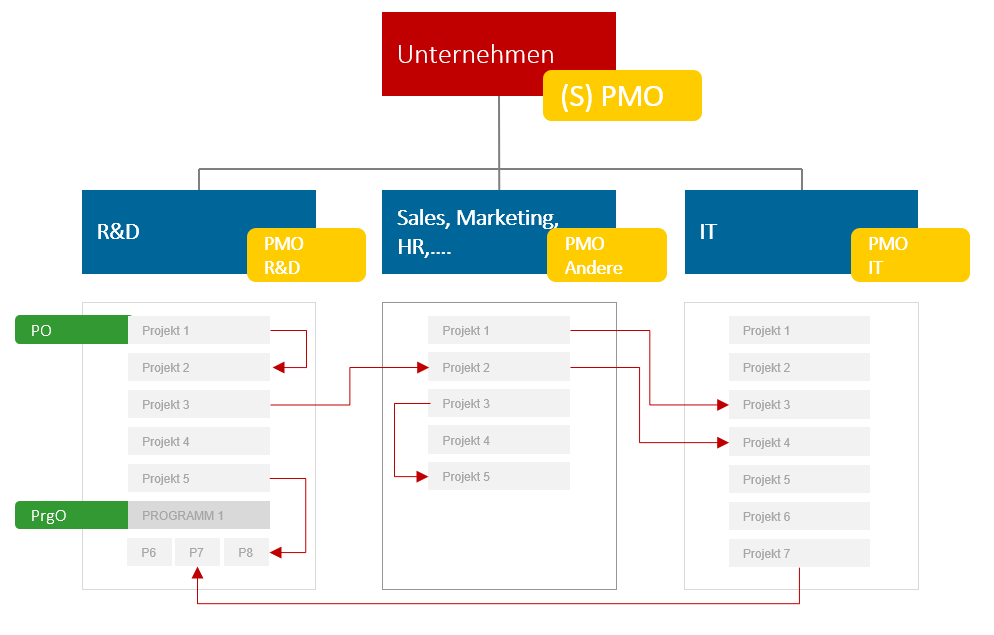 Unternehmen
(S) PMO
R&D
PMO
R&D
Sales, Marketing,
HR,....
PMO
Andere
IT
PMO
IT
PO
Projekt 1
Projekt 2
Projekt 3
Projekt 4
Projekt 5
PrgO
PROGRAMM 1
P6
P7
P8
Projekt 1
Projekt 2
Projekt 3
Projekt 4
Projekt 5
Projekt 1
Projekt 2
Projekt 3
Projekt 4
Projekt 5
Projekt 6
Projekt 7